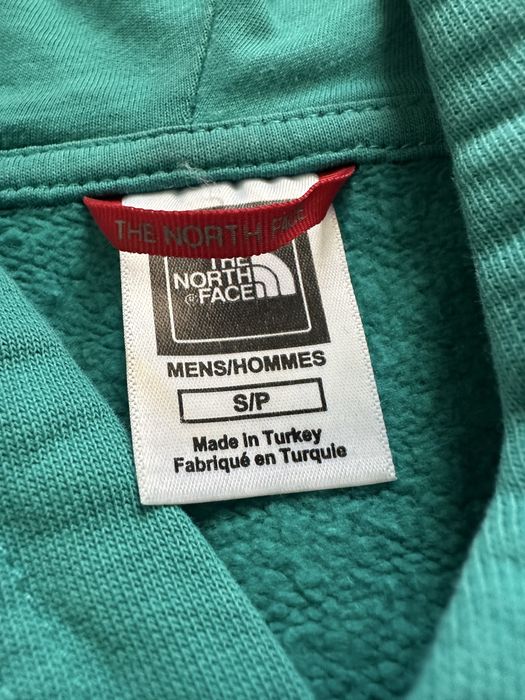 THE NORTH FACE
THE
NORTH
FACE
®
MENS/HOMMES
S/P
Made in Turkey
Fabriqué en Turquie